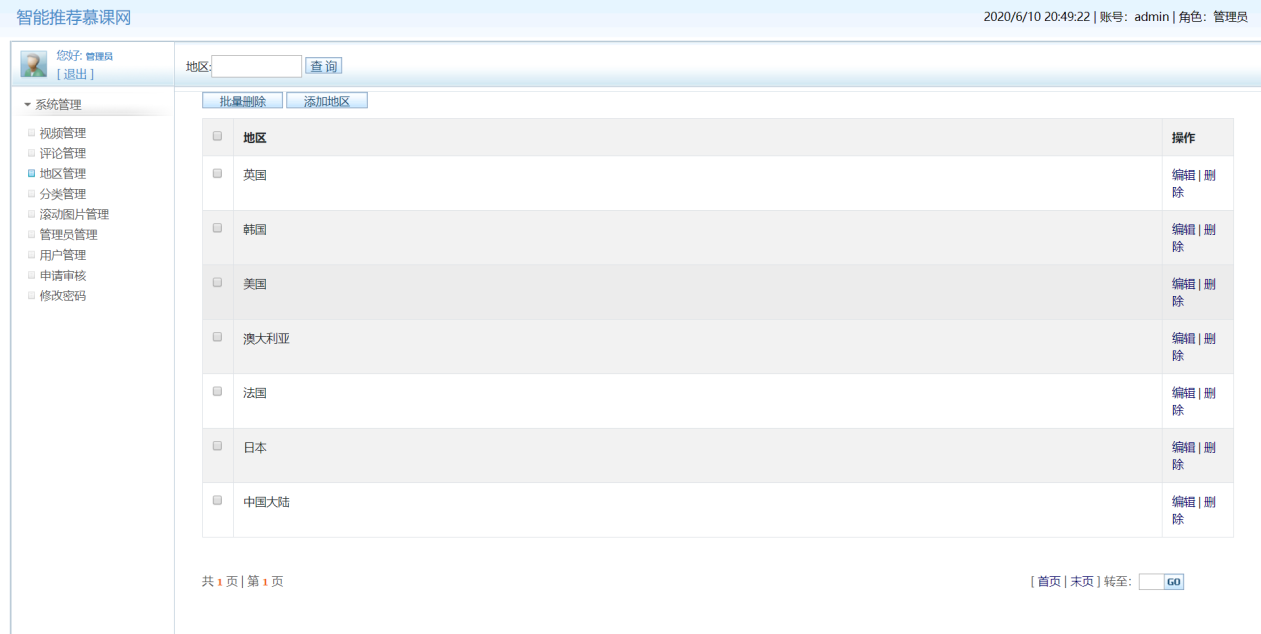 智能推荐慕课网
2020/6/10 20:49:22 | 账号：admin | 角色：管理员
您好: 管理员
[ 退出 ]
地区:
查 询
系统管理
视频管理
评论管理
地区管理
分类管理
滚动图片管理
管理员管理
用户管理
申请审核
修改密码
批量删除 添加地区
地区 操作
英国 编辑 | 删
除
韩国 编辑 | 删
除
美国 编辑 | 删
除
澳大利亚 编辑 | 删
除
法国 编辑 | 删
除
日本 编辑 | 删
除
中国大陆 编辑 | 删
除
共 1 页 | 第 1 页
[ 首页 | 末页 ] 转至: GO